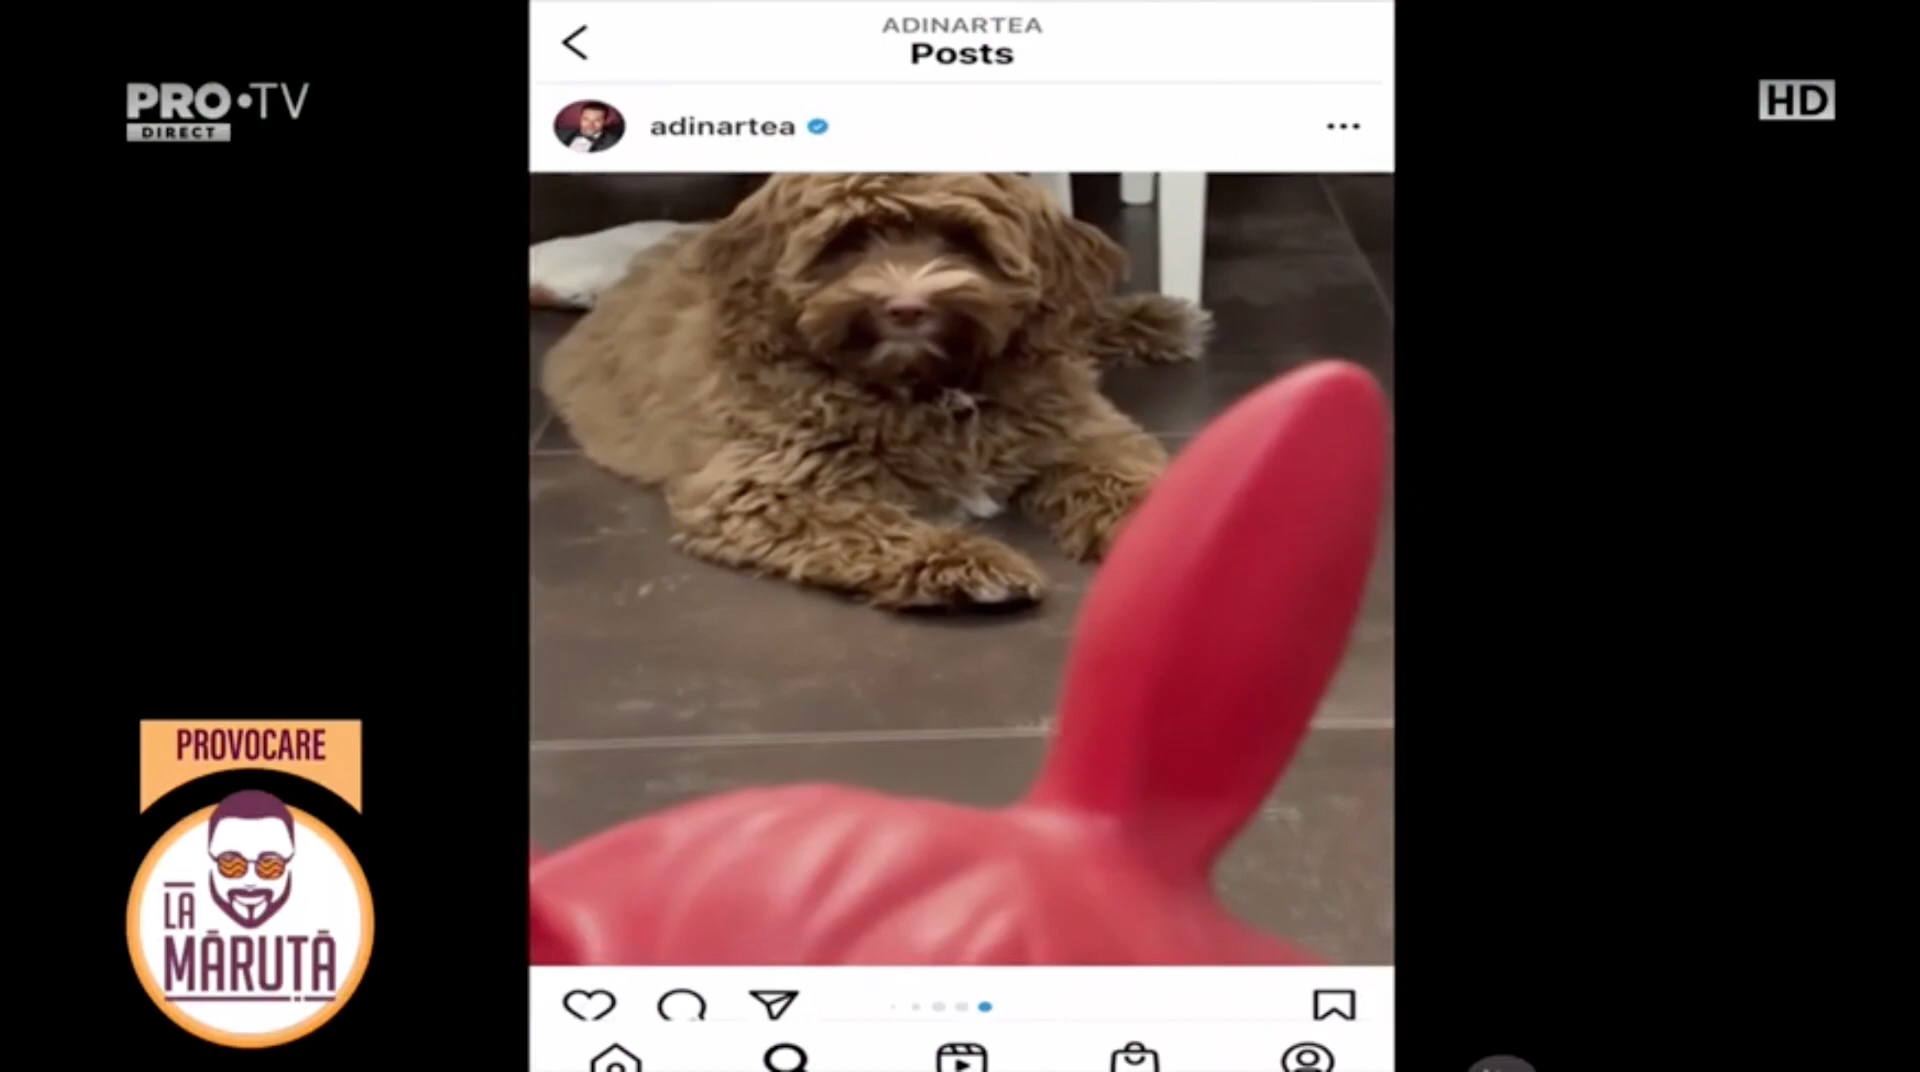 PRO•TV
DIRECT
HD
ADINARTEA
Posts
adinartea
PROVOCARE
LA
MĂRUȚĂ